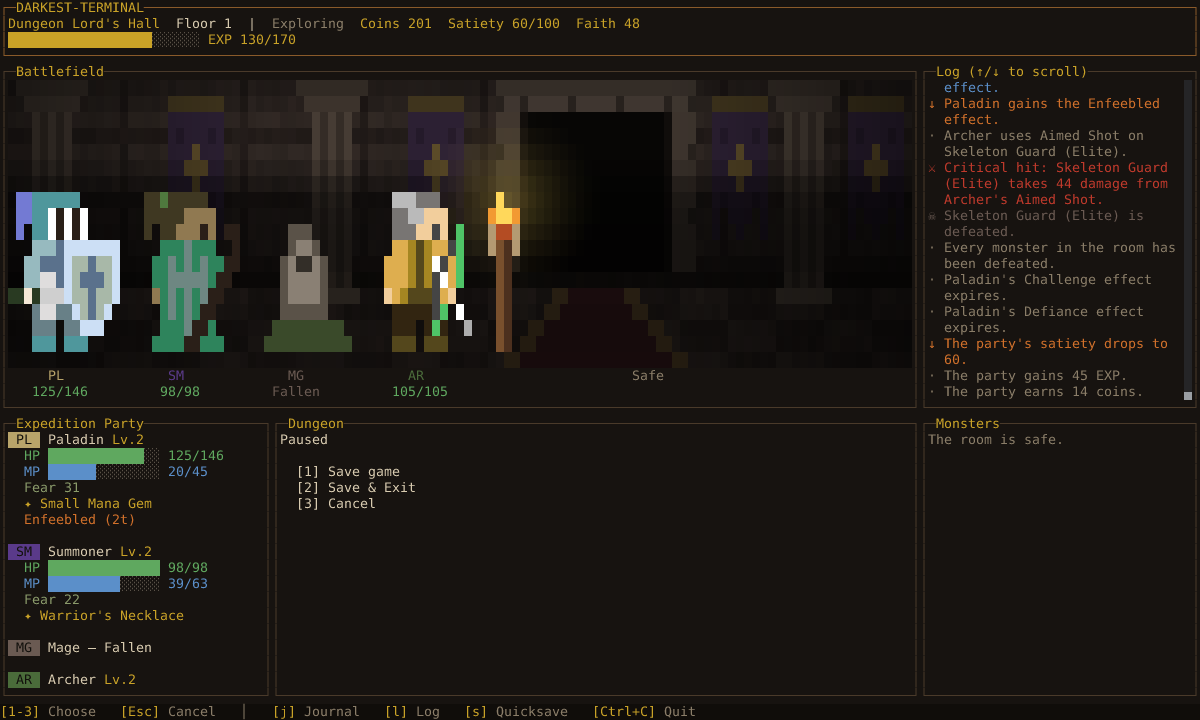 DARKEST-TERMINAL
Dungeon Lord's Hall  Floor 1  |  Exploring  Coins 201  Satiety 60/100  Faith 48
EXP 130/170
Battlefield
PL
125/146
SM
98/98
MG
Fallen
AR
105/105
Safe
Log (↑/↓ to scroll)
effect.
↓ Paladin gains the Enfeebled
effect.
· Archer uses Aimed Shot on
Skeleton Guard (Elite).
⚔ Critical hit: Skeleton Guard
(Elite) takes 44 damage from
Archer's Aimed Shot.
☠ Skeleton Guard (Elite) is
defeated.
· Every monster in the room has
been defeated.
· Paladin's Challenge effect
expires.
· Paladin's Defiance effect
expires.
↓ The party's satiety drops to
60.
· The party gains 45 EXP.
· The party earns 14 coins.
Expedition Party
PL Paladin Lv.2
HP 125/146
MP 20/45
Fear 31
✦ Small Mana Gem
Enfeebled (2t)
SM Summoner Lv.2
HP 98/98
MP 39/63
Fear 22
✦ Warrior's Necklace
MG Mage — Fallen
AR Archer Lv.2
Dungeon
Paused
[1] Save game
[2] Save & Exit
[3] Cancel
Monsters
The room is safe.
[1-3] Choose  [Esc] Cancel  │  [j] Journal  [l] Log  [s] Quicksave  [Ctrl+C] Quit